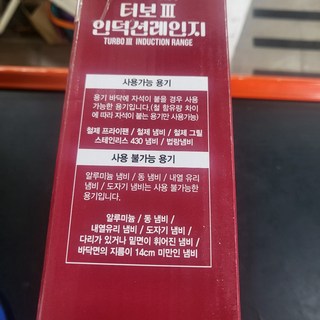 터보Ⅲ
인덕션레인지
TURBOⅢ INDUCTION RANGE
사용가능 용기
용기 바닥에 자석이 붙을 경우 사용
가능한 용기입니다.(철 함유량 차이
에 따라 자석이 붙는 용기만 사용가능)
철제 프라이팬 / 철제 냄비 / 철제 그릴
스테인리스 430 냄비 / 법랑냄비
사용 불가능 용기
알루미늄 냄비 / 동 냄비 / 내열 유리
냄비 / 도자기 냄비는 사용 불가능한
용기입니다.
알루미늄 / 동 냄비 /
내열유리 냄비 / 도자기 냄비 /
다리가 있거나 밑면이 휘어진 냄비 /
바닥면의 지름이 14cm 미만인 냄비